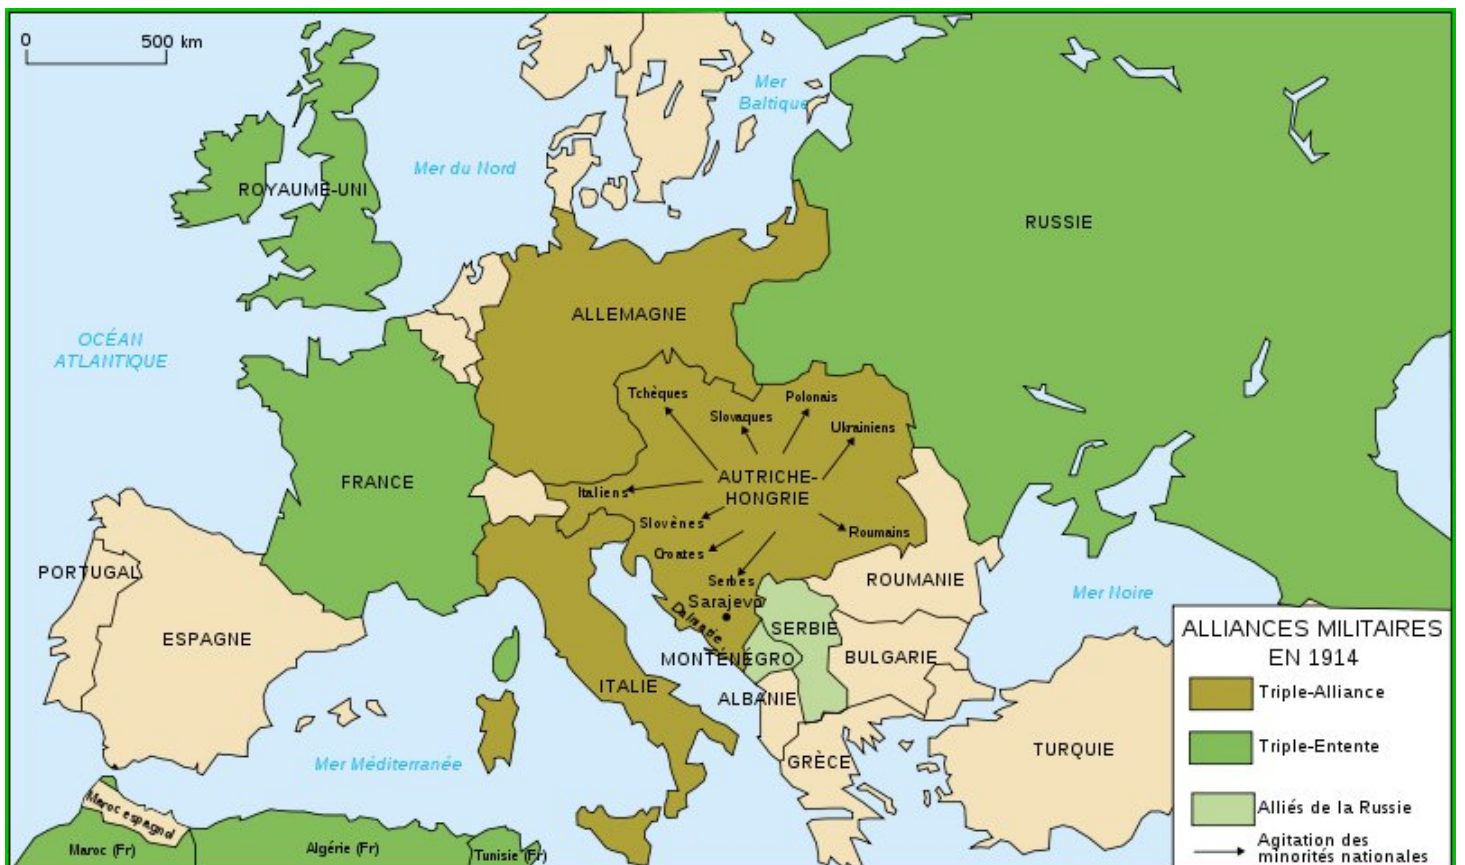 0 500 km
Mer
Baltique
Mer du Nord
ROYAUME-UNI
RUSSIE
OCÉAN
ATLANTIQUE
ALLEMAGNE
Tchèques
Polonais
Slovaques
Ukrainiens
FRANCE
AUTRICHE-
HONGRIE
Italiens
Slovènes
Roumains
Croates
Serbes
PORTUGAL
ROUMANIE
Mer Noire
Sarajevo
Dalmatie
ESPAGNE
SERBIE
MONTÉNÉGRO
BULGARIE
ITALIE
ALBANIE
Mer Méditerranée
GRÈCE
TURQUIE
Maroc espagnol
Maroc (Fr)
Algérie (Fr)
Tunisie (Fr)
ALLIANCES MILITAIRES
EN 1914
Triple-Alliance
Triple-Entente
Alliés de la Russie
Agitation des
minorités nationales